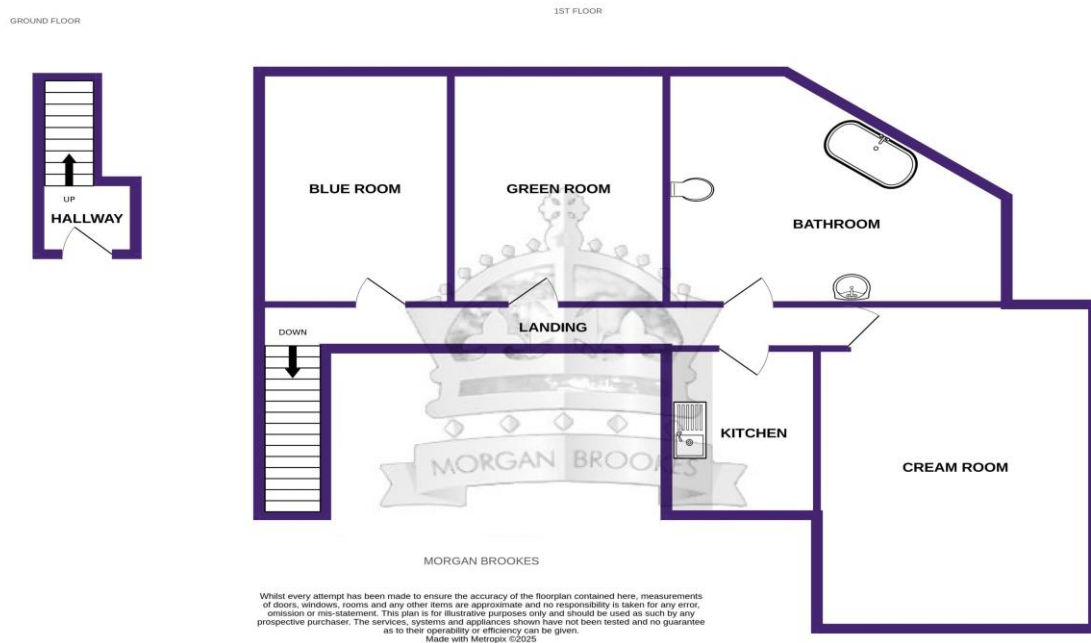 GROUND FLOOR
1ST FLOOR
UP
HALLWAY
BLUE ROOM
GREEN ROOM
BATHROOM
DOWN
LANDING
KITCHEN
CREAM ROOM
MORGAN BROOKES
MORGAN BROOKES
Whilst every attempt has been made to ensure the accuracy of the floorplan contained here, measurements
of doors, windows, rooms and any other items are approximate and no responsibility is taken for any error,
omission or mis-statement. This plan is for illustrative purposes only and should be used as such by any
prospective purchaser. The services, systems and appliances shown have not been tested and no guarantee
as to their operability or efficiency can be given.
Made with Metropix ©2025